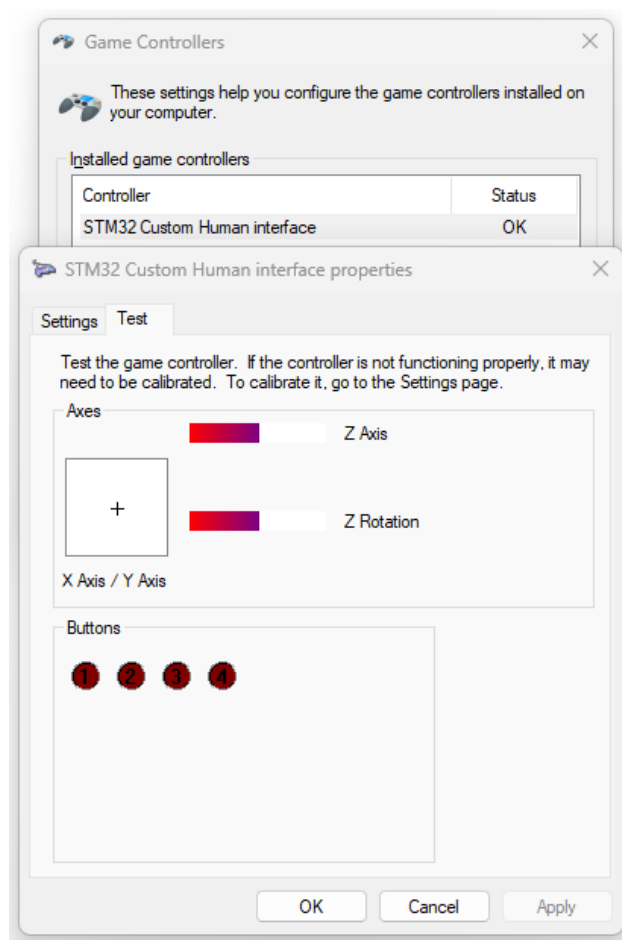 Game Controllers
These settings help you configure the game controllers installed on
your computer.
Installed game controllers
Controller Status
STM32 Custom Human interface OK
STM32 Custom Human interface properties
Settings Test
Test the game controller. If the controller is not functioning properly, it may
need to be calibrated. To calibrate it, go to the Settings page.
Axes
Z Axis
Z Rotation
X Axis / Y Axis
Buttons
1 2 3 4
OK Cancel Apply